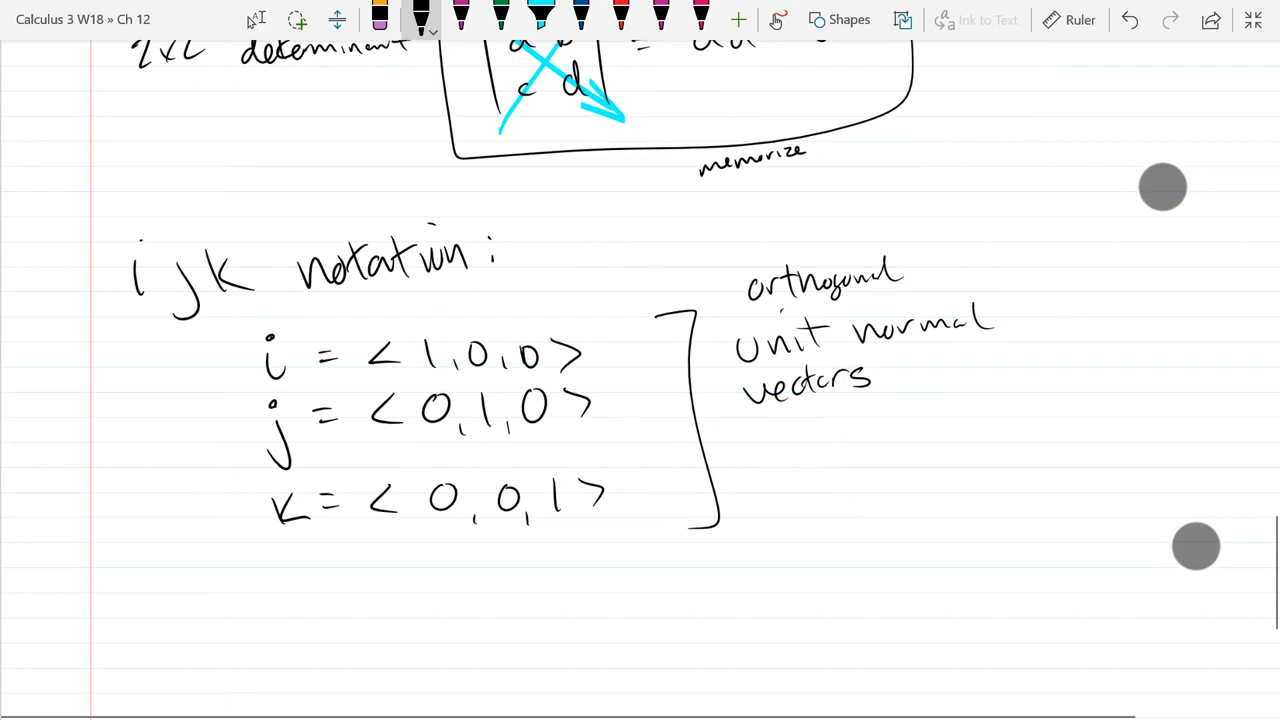 Calculus 3 W18 » Ch 12
Shapes
Ink to Text
Ruler
2x2 determinant
c d
=
memorize
i j k notation:
i = < 1, 0, 0 >
j = < 0, 1, 0 >
k = < 0, 0, 1 >
orthogonal
unit normal
vectors